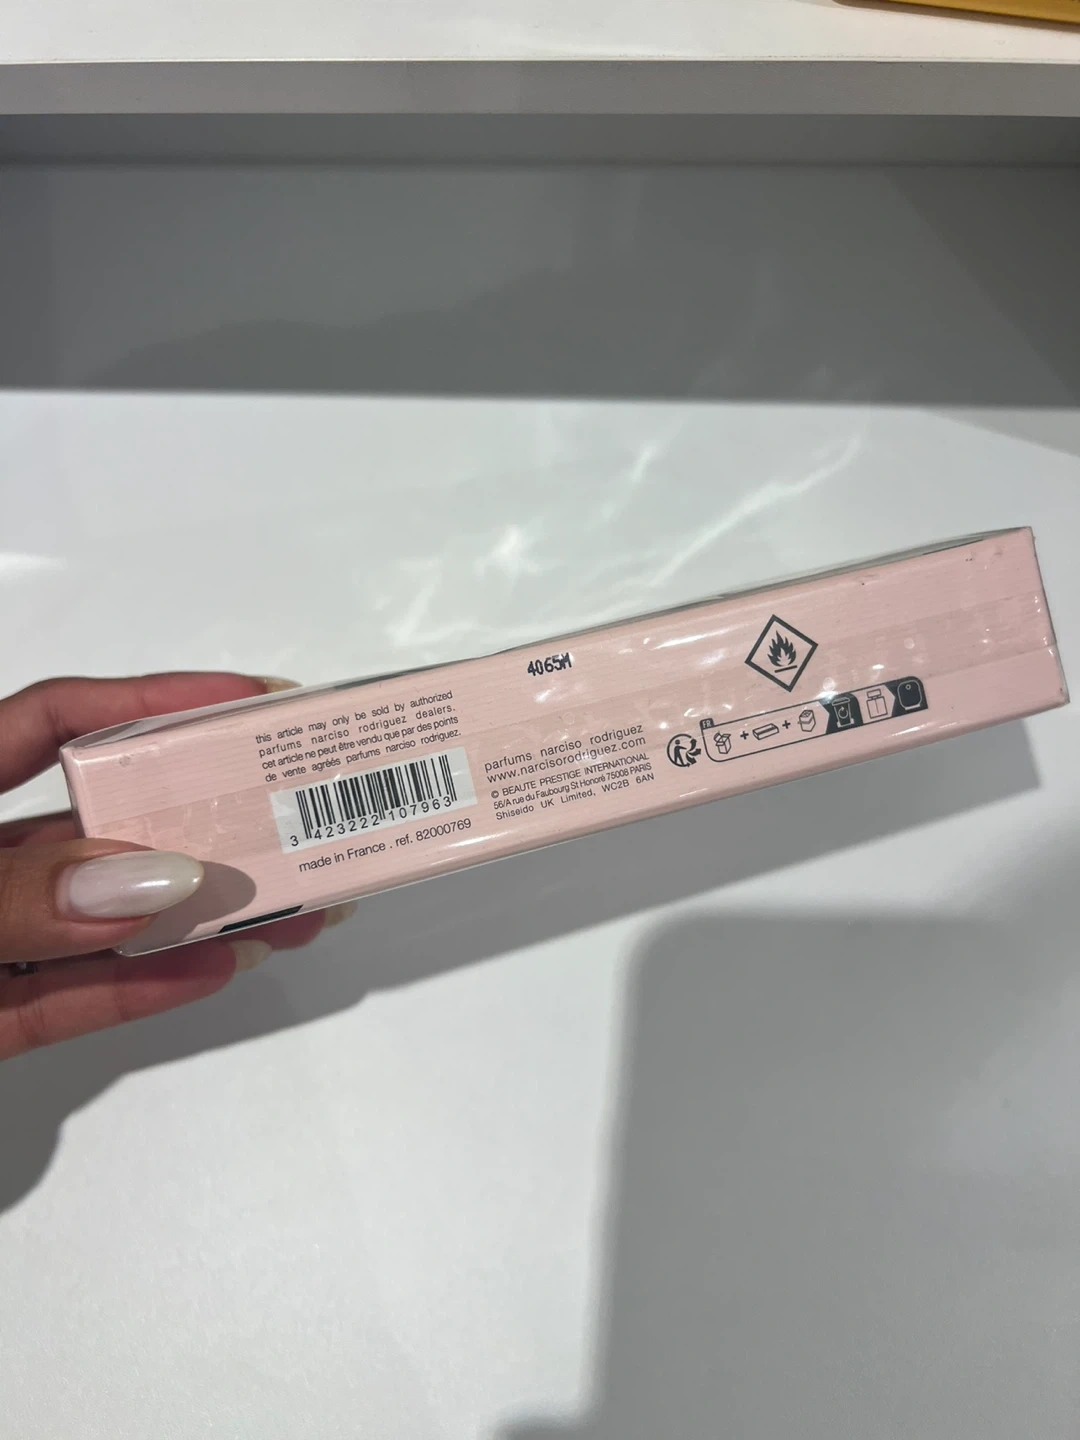 this article may only be sold by authorized
parfums narciso rodriguez dealers.
cet article ne peut être vendu que par des points
de vente agréés parfums narciso rodriguez.
3 423222 107963
made in France . ref. 82000769
4065M
parfums narciso rodriguez
www.narcisorodriguez.com
© BEAUTE PRESTIGE INTERNATIONAL
56/A rue du Faubourg St Honoré 75008 PARIS
Shiseido UK Limited, WC2B 6AN
FR
+ +